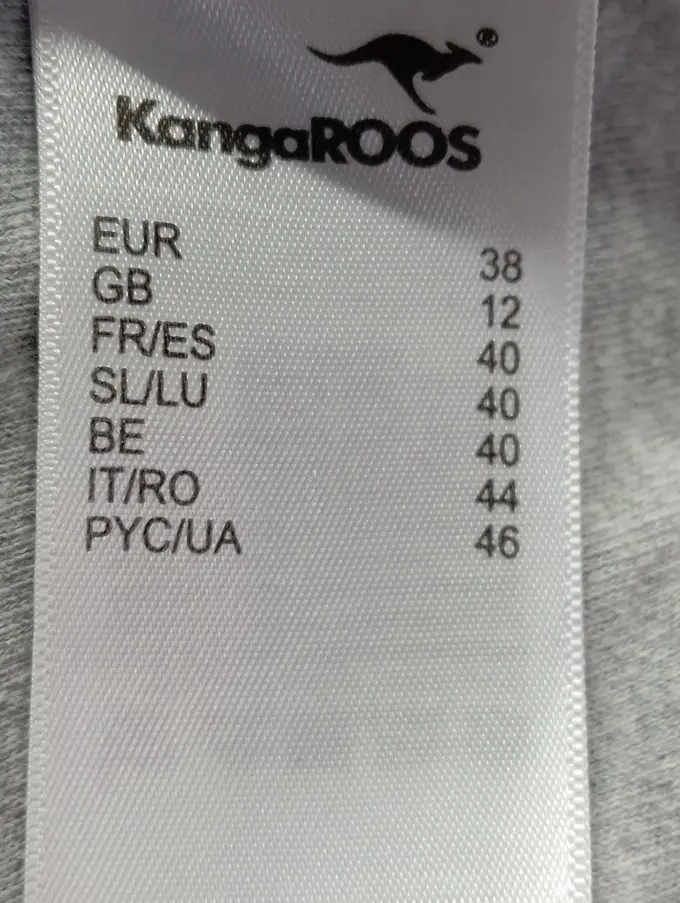 ®
KangaROOS
EUR 38
GB 12
FR/ES 40
SL/LU 40
BE 40
IT/RO 44
PYC/UA 46